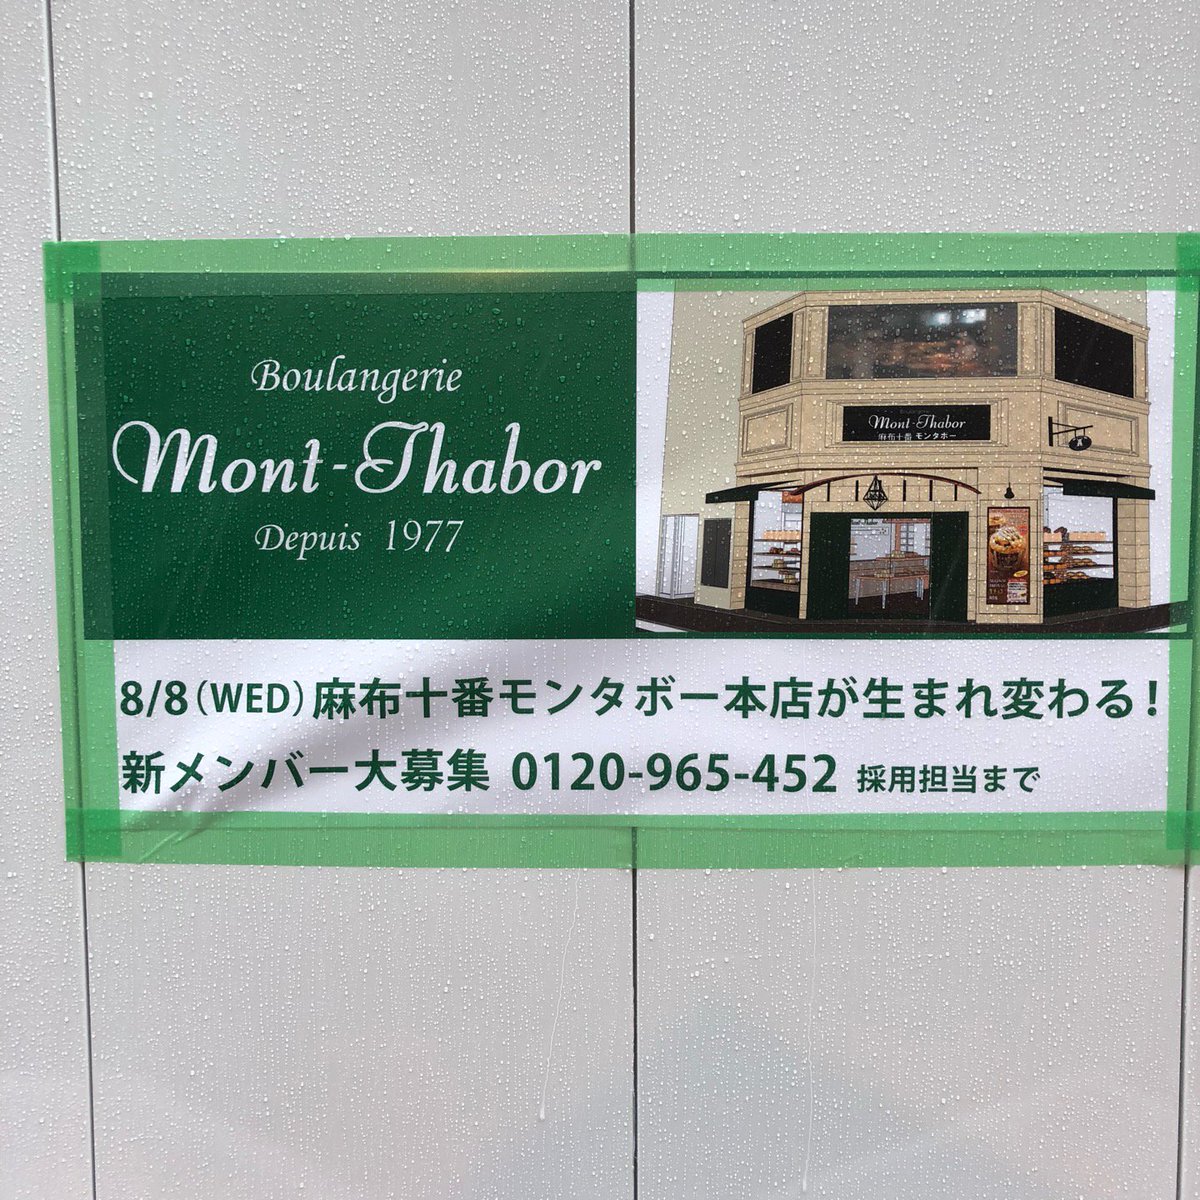 Boulangerie
Mont-Thabor
Depuis 1977
Boulangerie
Mont-Thabor
麻布十番 モンタボー
8/8(WED)麻布十番モンタボー本店が生まれ変わる!
新メンバー大募集 0120-965-452 採用担当まで